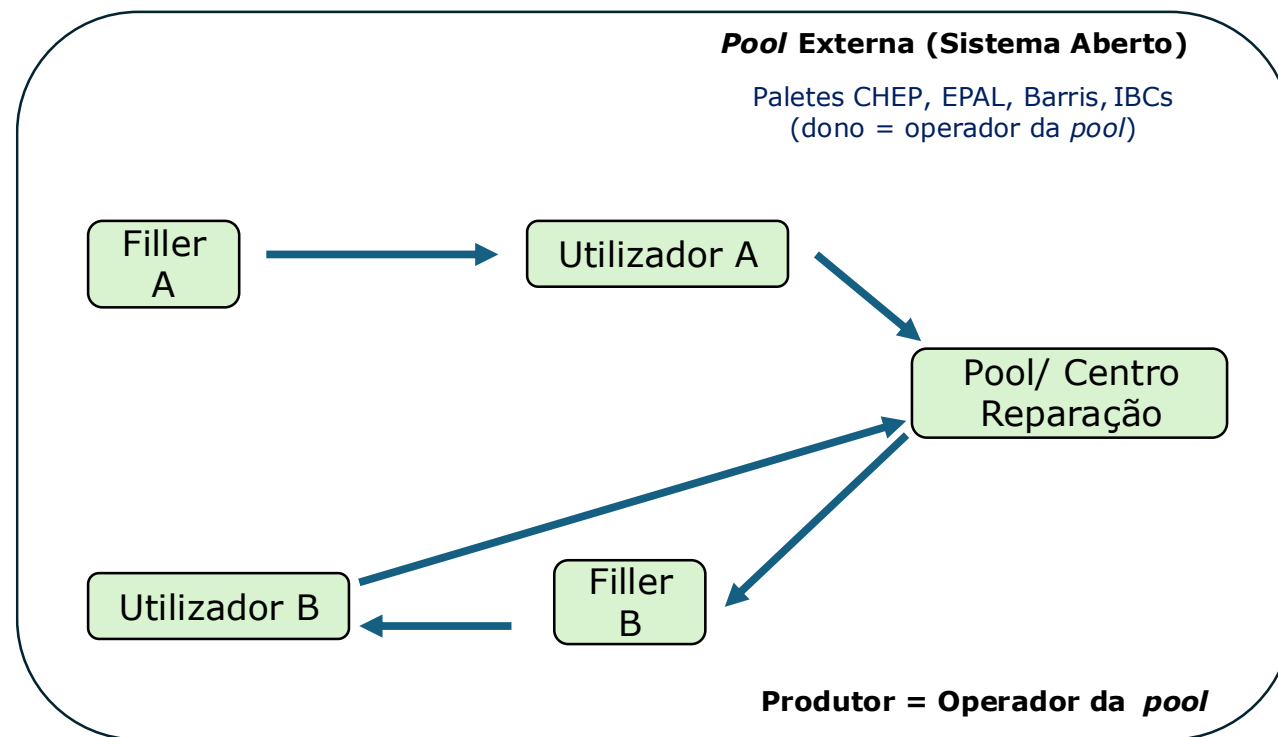 Pool Externa (Sistema Aberto)
Paletes CHEP, EPAL, Barris, IBCs
(dono = operador da pool)
Filler
A
Utilizador A
Pool/ Centro
Reparação
Utilizador B
Filler
B
Produtor = Operador da pool